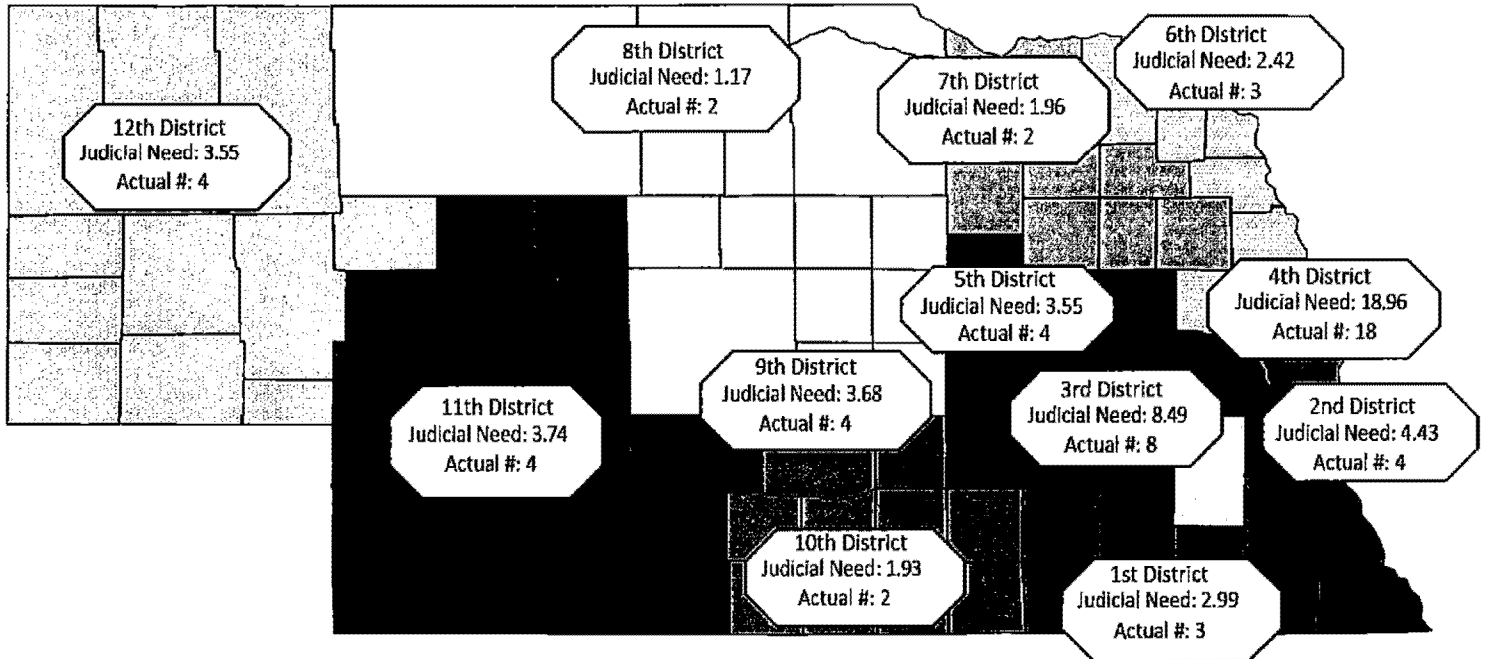 8th District
Judicial Need: 1.17
Actual #: 2
6th District
Judicial Need: 2.42
Actual #: 3
7th District
Judicial Need: 1.96
Actual #: 2
12th District
Judicial Need: 3.55
Actual #: 4
5th District
Judicial Need: 3.55
Actual #: 4
4th District
Judicial Need: 18.96
Actual #: 18
9th District
Judicial Need: 3.68
Actual #: 4
3rd District
Judicial Need: 8.49
Actual #: 8
11th District
Judicial Need: 3.74
Actual #: 4
2nd District
Judicial Need: 4.43
Actual #: 4
10th District
Judicial Need: 1.93
Actual #: 2
1st District
Judicial Need: 2.99
Actual #: 3